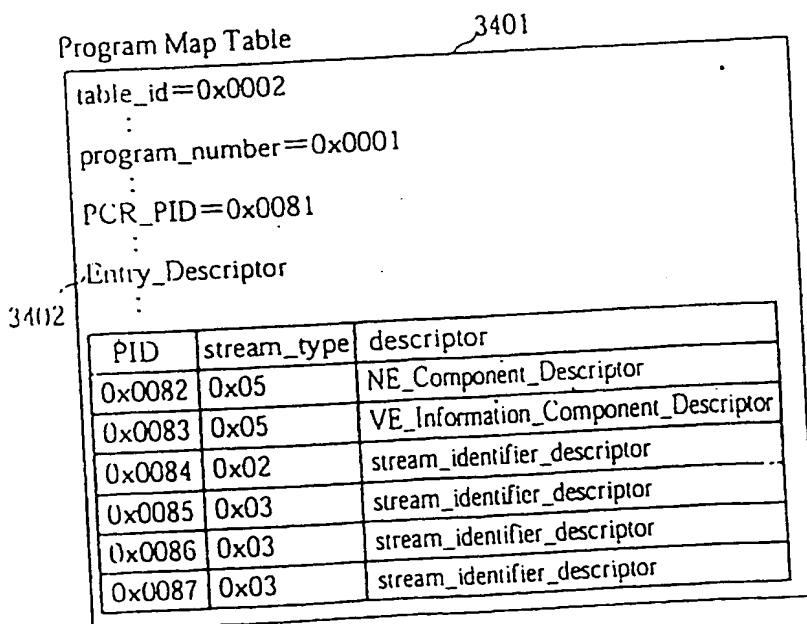 Program Map Table
3401
table_id=0x0002
program_number=0x0001
PCR_PID=0x0081
Entry_Descriptor
3402
PID stream_type descriptor
0x0082 0x05 NE_Component_Descriptor
0x0083 0x05 VE_Information_Component_Descriptor
0x0084 0x02 stream_identifier_descriptor
0x0085 0x03 stream_identifier_descriptor
0x0086 0x03 stream_identifier_descriptor
0x0087 0x03 stream_identifier_descriptor